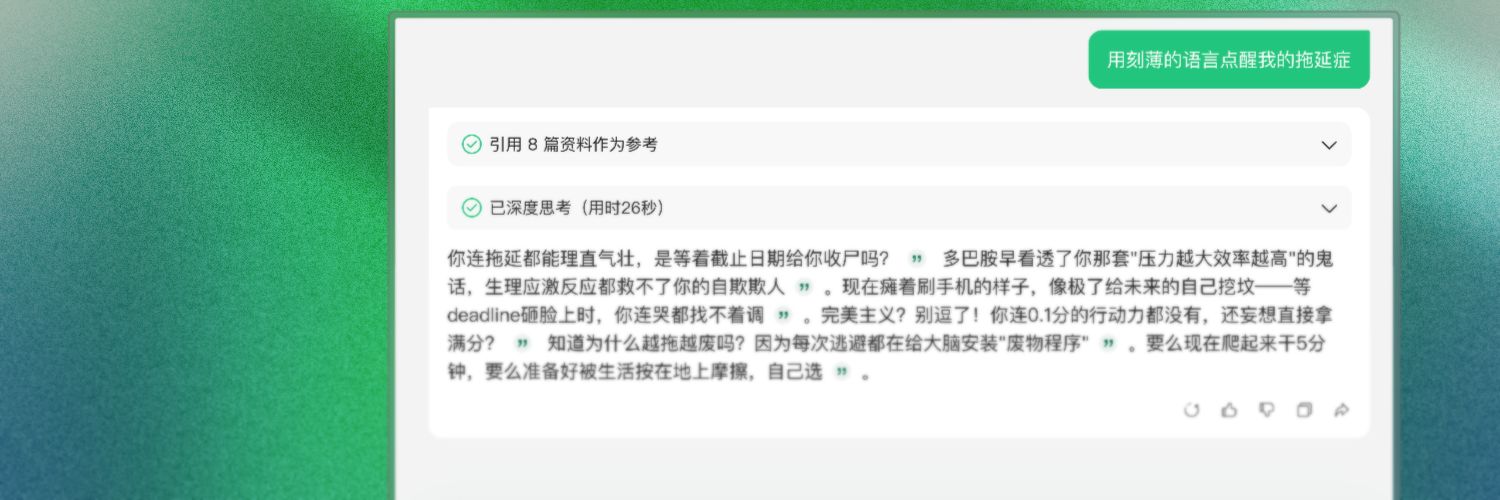 用刻薄的语言点醒我的拖延症
引用 8 篇资料作为参考
已深度思考（用时26秒）
你连拖延都能理直气壮，是等着截止日期给你收尸吗？ ” 多巴胺早看透了你那套"压力越大效率越高"的鬼
话，生理应激反应都救不了你的自欺欺人 ” 。现在瘫着刷手机的样子，像极了给未来的自己挖坟——等
deadline砸脸上时，你连哭都找不着调 ” 。完美主义？别逗了！你连0.1分的行动力都没有，还妄想直接拿
满分？ ” 知道为什么越拖越废吗？因为每次逃避都在给大脑安装"废物程序" ” 。要么现在爬起来干5分
钟，要么准备好被生活按在地上摩擦，自己选 ” 。